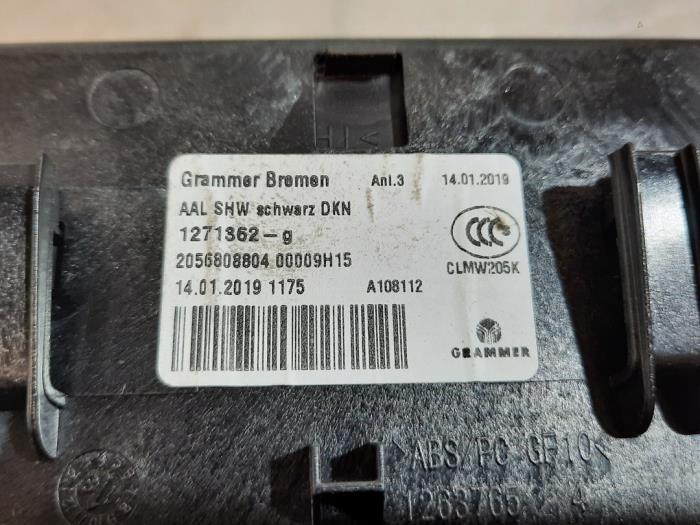 Grammer Bremen Anl.3 14.01.2019
AAL SHW schwarz DKN
1271362-g
2056808804 00009H15
CLMW205K
14.01.2019 1175 A108112
GRAMMER
>ABS/PC GF10<